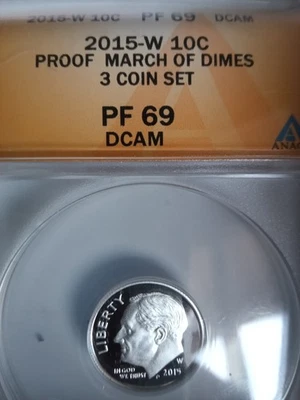 2015-W 10C PF 69 DCAM
2015-W 10C
PROOF MARCH OF DIMES
3 COIN SET
PF 69
DCAM
ANAC
LIBERTY
IN GOD
WE TRUST
W
2015